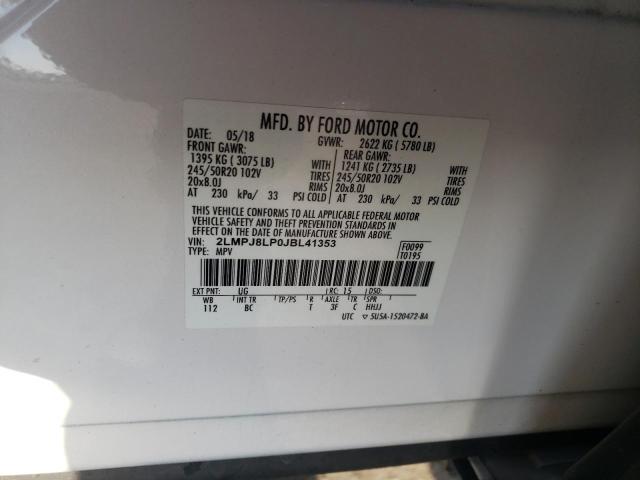 MFD. BY FORD MOTOR CO.
DATE: 05/18 GVWR: 2622 KG ( 5780 LB)
FRONT GAWR: REAR GAWR:
1395 KG ( 3075 LB) WITH 1241 KG ( 2735 LB) WITH
245/50R20 102V TIRES 245/50R20 102V TIRES
20x8.0J RIMS 20x8.0J RIMS
AT 230 kPa/ 33 PSI COLD AT 230 kPa/ 33 PSI COLD
THIS VEHICLE CONFORMS TO ALL APPLICABLE FEDERAL MOTOR
VEHICLE SAFETY AND THEFT PREVENTION STANDARDS IN
EFFECT ON THE DATE OF MANUFACTURE SHOWN ABOVE.
VIN: 2LMPJ8LP0JBL41353 F0099
TYPE: MPV T0195
EXT PNT: UG RC: 15 DSO:
WB INT TR TP/PS R AXLE TR SPR
112 BC T 3F C HHJJ
UTC 5U5A-1520472-BA